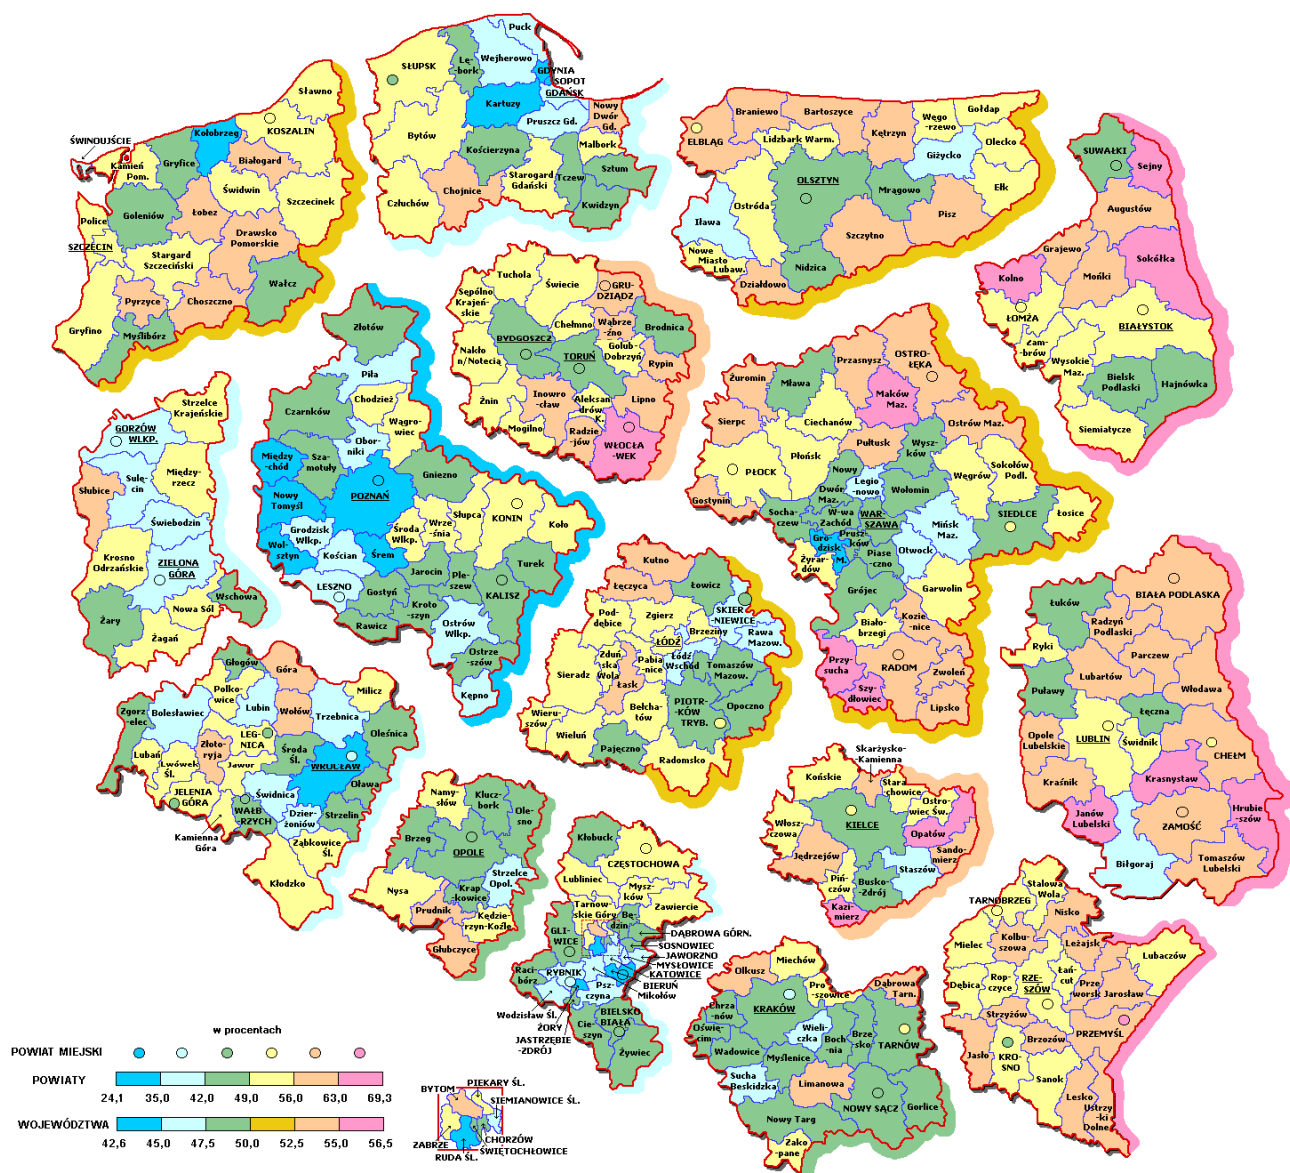 Puck
SŁUPSK
Lę-
-bork
Wejherowo
GDYNIA
SOPOT
GDAŃSK
Kartuzy
Pruszcz Gd.
Nowy
Dwór
Gd.
Bytów
Kościerzyna
Malbork
Starogard
Gdański
Tczew
Sztum
Chojnice
Człuchów
Kwidzyn
Sławno
KOSZALIN
Kołobrzeg
ŚWINOUJŚCIE
Kamień
Pom.
Gryfice
Białogard
Świdwin
Szczecinek
Goleniów
Łobez
Police
SZCZECIN
Drawsko
Pomorskie
Stargard
Szczeciński
Wałcz
Pyrzyce
Choszczno
Gryfino
Myślibórz
Braniewo
Bartoszyce
Gołdap
Węgo
-rzewo
ELBLĄG
Lidzbark Warm.
Kętrzyn
Olecko
Giżycko
OLSZTYN
Mrągowo
Ełk
Ostróda
Iława
Pisz
Szczytno
Nowe
Miasto
Lubaw.
Nidzica
Działdowo
SUWAŁKI
Sejny
Augustów
Grajewo
Mońki
Sokółka
Kolno
ŁOMŻA
BIAŁYSTOK
Zam-
-brów
Wysokie
Maz.
Bielsk
Podlaski
Hajnówka
Siemiatycze
Tuchola
Sępólno
Krajeń-
skie
Świecie
GRU-
DZIĄDZ
Chełmno
Wąbrze
-źno
Brodnica
BYDGOSZCZ
TORUŃ
Golub-
Dobrzyń
Nakło
n/Notecią
Rypin
Inowro
-cław
Aleksan-
drów.
K.
Lipno
Żnin
Mogilno
Radzie
-jów
WŁOCŁA
-WEK
Złotów
Piła
Chodzież
Czarnków
Wągro-
wiec
Obor-
niki
Między
-chód
Sza-
motuły
POZNAŃ
Gniezno
Nowy
Tomyśl
Słupca
KONIN
Koło
Środa
Wlkp.
Wrze-
śnia
Grodzisk
Wlkp.
Wol-
sztyn
Kościan
Śrem
Turek
Jarocin
Ple-
szew
LESZNO
Gostyń
KALISZ
Kroto-
szyn
Rawicz
Ostrów
Wlkp.
Ostrze-
szów
Kępno
Strzelce
Krajeńskie
GORZÓW
WLKP.
Między-
rzecz
Sulę-
cin
Słubice
Świebodzin
Krosno
Odrzańskie
ZIELONA
GÓRA
Wschowa
Nowa Sól
Żary
Żagań
Przasnysz
OSTRO-
ŁĘKA
Żuromin
Mława
Maków
Maz.
Ciechanów
Sierpc
Ostrów Maz.
Pułtusk
Wysz-
ków
Płońsk
PŁOCK
Sokołów
Podl.
Węgrów
Nowy
Dwór
Maz.
Legio
-nowo
Wołomin
Gostynin
SIEDLCE
Łosice
Socha-
czew
W-wa
Zachód
WAR-
SZAWA
Mińsk
Maz.
Prusz-
ków
Gro-
dzisk
M.
Otwock
Piase
-czno
Żyrar-
dów
Garwolin
Grójec
Biało-
brzegi
Kozie-
-nice
RADOM
Przy-
sucha
Zwoleń
Szy-
dłowiec
Lipsko
Kutno
Łęczyca
Łowicz
SKIER
NIEWICE
Zgierz
Pod-
dębice
ŁÓDŹ
Brzeziny
Rawa
Mazow.
Łódź
Wschód
Zduń
ska
Wola
Pabia
-nice
Tomaszów
Mazow.
Sieradz
Łask
PIOTR-
KÓW
TRYB.
Opoczno
Bełcha-
tów
Wieru-
szów
Wieluń
Pajęczno
Radomsko
BIAŁA PODLASKA
Łuków
Radzyń
Podlaski
Ryki
Parczew
Lubartów
Puławy
Włodawa
Łęczna
LUBLIN
Świdnik
Opole
Lubelskie
CHEŁM
Kraśnik
Krasnystaw
Janów
Lubelski
Hrubie
-szów
ZAMOŚĆ
Biłgoraj
Tomaszów
Lubelski
Głogów
Góra
Polko-
wice
Milicz
Zgorz-
elec
Bolesławiec
Lubin
Wołów
Trzebnica
Oleśnica
LEG-
NICA
Złoto-
ryja
Środa
Śl.
Lubań
Lwówek
Śl.
Jawor
WROCŁAW
Oława
JELENIA
GÓRA
Świdnica
WAŁB
-RZYCH
Dzier-
żoniów
Strzelin
Kamienna
Góra
Ząbkowice
Śl.
Kłodzko
Namy-
słów
Klucz-
bork
Ole-
sno
Brzeg
OPOLE
Strzelce
Opol.
Nysa
Krap
-kowice
Prudnik
Kędzie-
rzyn-Koźle
Głubczyce
Kłobuck
CZĘSTOCHOWA
Lubliniec
Mysz-
ków
Zawiercie
Tarnow-
skie Góry
Bę-
dzin
DĄBROWA GÓRN.
SOSNOWIEC
JAWORZNO
MYSŁOWICE
KATOWICE
BIERUŃ
Mikołów
GLI-
WICE
Raci-
bórz
RYBNIK
Psz-
czyna
Wodzisław Śl.
ŻORY
JASTRZĘBIE
-ZDRÓJ
BIELSKO
BIAŁA
Cie-
szyn
Żywiec
Skarżysko-
Kamienna
Końskie
Stara
chowice
Ostro-
wiec Św.
KIELCE
Włosz-
czowa
Opatów
Jędrzejów
Sando-
mierz
Staszów
Piń-
czów
Busko-
Zdrój
Kazi-
mierz
Olkusz
Miechów
Pro-
szowice
Dąbrowa
Tarn.
Chrza-
nów
KRAKÓW
Oświę-
cim
Wieli-
czka
Boch-
nia
Brze-
sko
TARNÓW
Wadowice
Myślenice
Sucha
Beskidzka
Limanowa
NOWY SĄCZ
Gorlice
Nowy Targ
Zako
-pane
Stalowa
Wola
TARNOBRZEG
Nisko
Mielec
Kolbu-
szowa
Leżajsk
Lubaczów
Dębica
Rop-
czyce
RZE-
SZÓW
Łań-
cut
Prze
worsk
Jarosław
Strzyżów
PRZEMYŚL
Jasło
KRO-
SNO
Brzozów
Sanok
Lesko
Ustrzy
-ki
Dolne
w procentach
POWIAT MIEJSKI
POWIATY
24,1 35,0 42,0 49,0 56,0 63,0 69,3
WOJEWÓDZTWA
42,6 45,0 47,5 50,0 52,5 55,0 56,5
BYTOM
PIEKARY ŚL.
SIEMIANOWICE ŚL.
ZABRZE
CHORZÓW
ŚWIĘTOCHŁOWICE
RUDA ŚL.